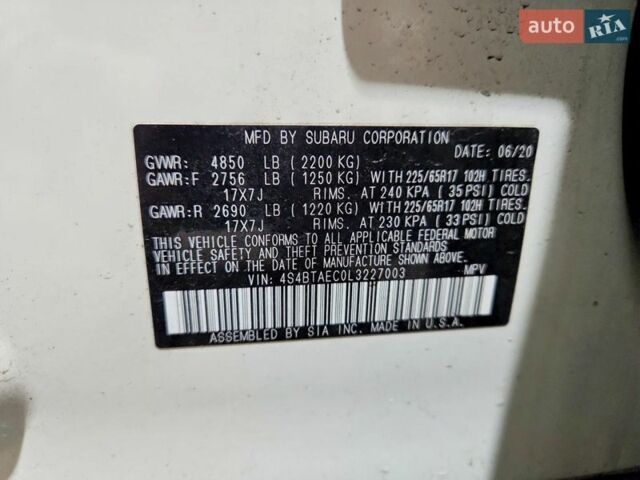 auto RIA .com
MFD BY SUBARU CORPORATION
GVWR: 4850 LB (2200 KG) DATE: 06/20
GAWR:F 2756 LB (1250 KG) WITH 225/65R17 102H TIRES.
17X7J RIMS. AT 240 KPA (35 PSI) COLD
GAWR:R 2690 LB (1220 KG) WITH 225/65R17 102H TIRES.
17X7J RIMS. AT 230 KPA (33 PSI) COLD
THIS VEHICLE CONFORMS TO ALL APPLICABLE FEDERAL MOTOR
VEHICLE SAFETY AND THEFT PREVENTION STANDARDS
IN EFFECT ON THE DATE OF MANUFACTURE SHOWN ABOVE.
VIN: 4S4BTAEC0L3227003 MPV
ASSEMBLED BY SIA INC. MADE IN U.S.A.